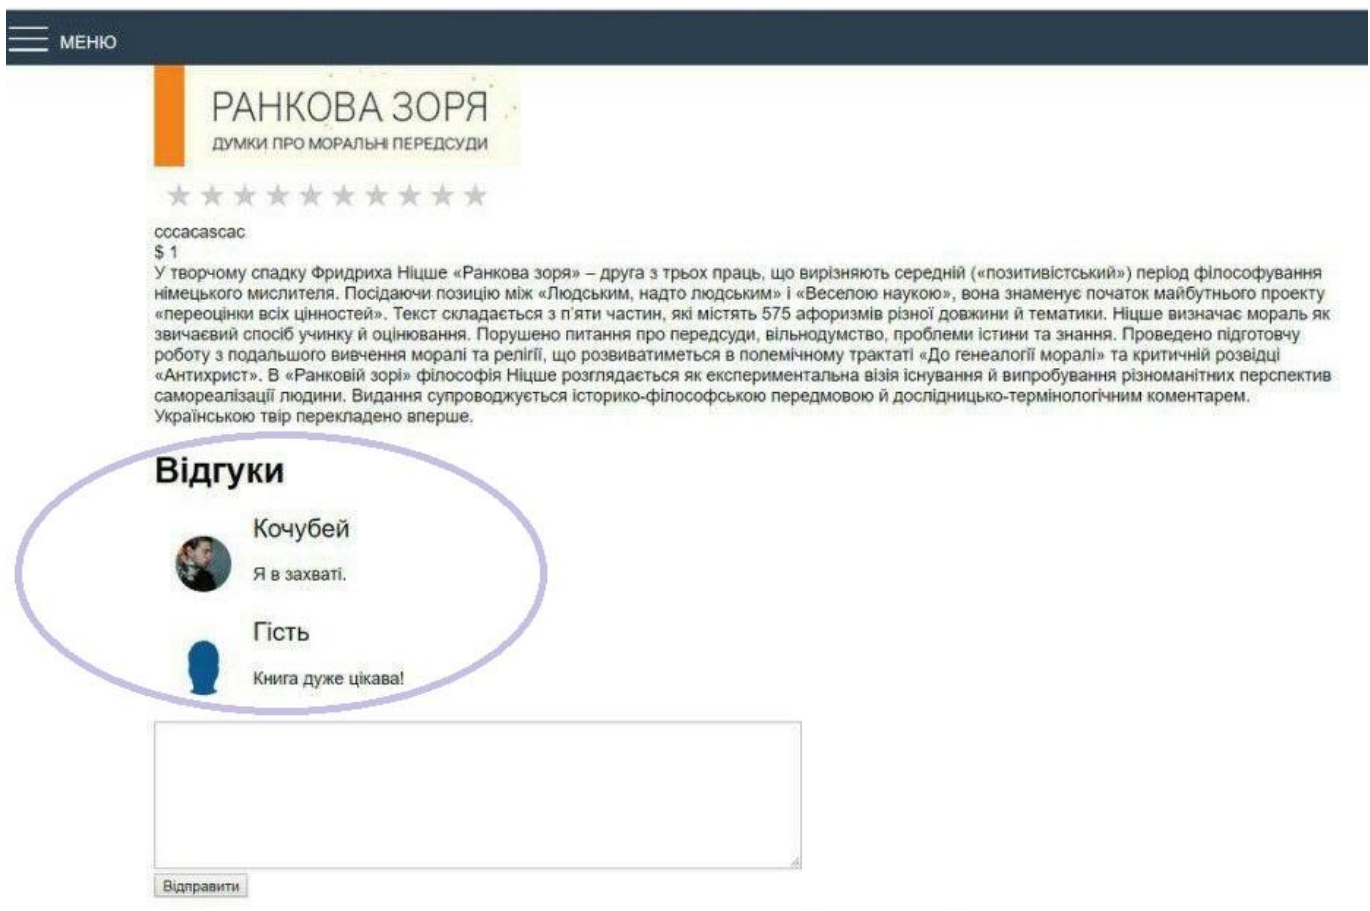 МЕНЮ
РАНКОВА ЗОРЯ
ДУМКИ ПРО МОРАЛЬНІ ПЕРЕДСУДИ
cccacascac
$ 1
У творчому спадку Фридриха Ніцше «Ранкова зоря» – друга з трьох праць, що вирізняють середній («позитивістський») період філософування
німецького мислителя. Посідаючи позицію між «Людським, надто людським» і «Веселою наукою», вона знаменує початок майбутнього проекту
«переоцінки всіх цінностей». Текст складається з п'яти частин, які містять 575 афоризмів різної довжини й тематики. Ніцше визначає мораль як
звичаєвий спосіб учинку й оцінювання. Порушено питання про передсуди, вільнодумство, проблеми істини та знання. Проведено підготовчу
роботу з подальшого вивчення моралі та релігії, що розвиватиметься в полемічному трактаті «До ґенеалогії моралі» та критичній розвідці
«Антихрист». В «Ранковій зорі» філософія Ніцше розглядається як експериментальна візія існування й випробування різноманітних перспектив
самореалізації людини. Видання супроводжується історико-філософською передмовою й дослідницько-термінологічним коментарем.
Українською твір перекладено вперше.
Відгуки
Кочубей
Я в захваті.
Гість
Книга дуже цікава!
Відправити